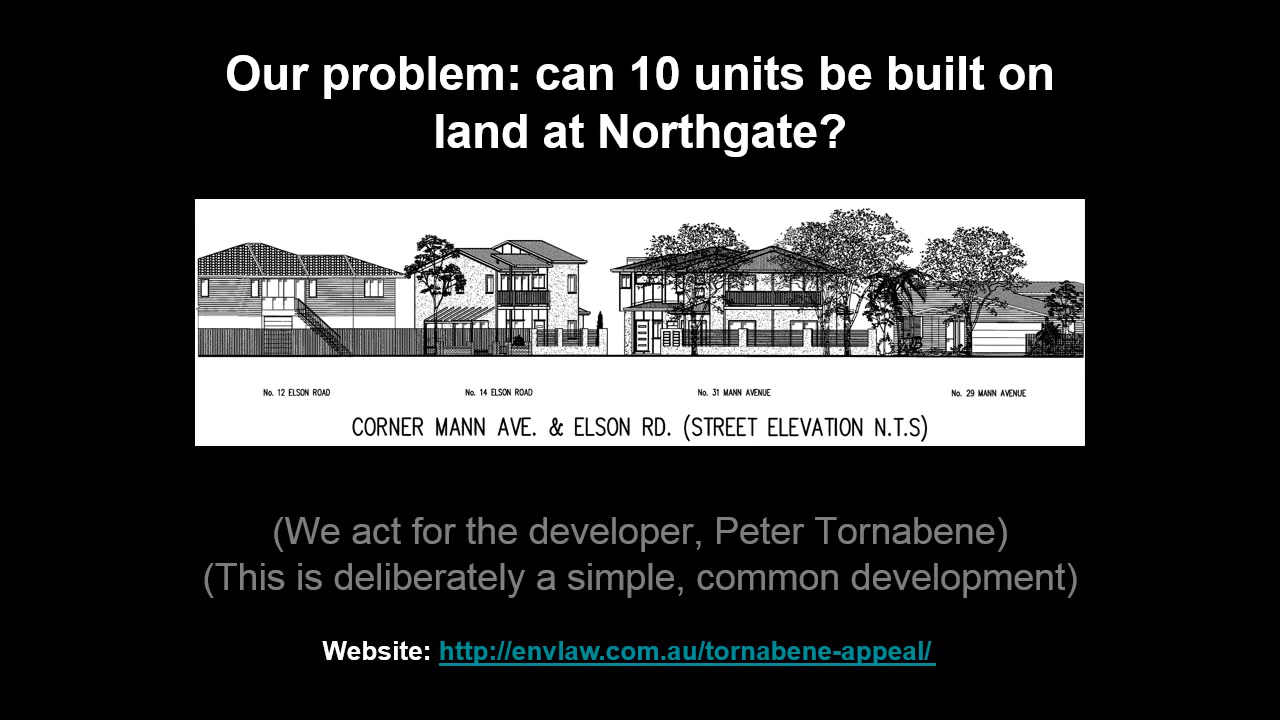 Our problem: can 10 units be built on
land at Northgate?
No. 12 ELSON ROAD
No. 14 ELSON ROAD
No. 31 MANN AVENUE
No. 29 MANN AVENUE
CORNER MANN AVE. & ELSON RD. (STREET ELEVATION N.T.S)
(We act for the developer, Peter Tornabene)
(This is deliberately a simple, common development)
Website: http://envlaw.com.au/tornabene-appeal/